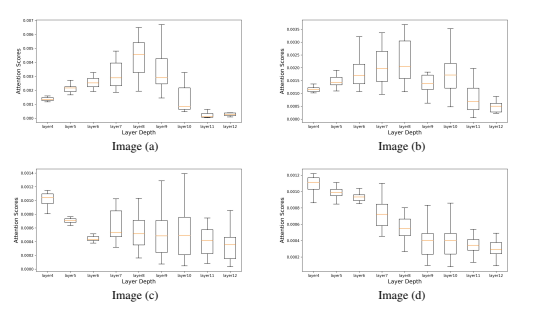 0.007
0.006
0.005
0.004
0.003
0.002
0.001
0.000
Attention Scores
layer4 layer5 layer6 layer7 layer8 layer9 layer10 layer11 layer12
Layer Depth
Image (a)
0.0035
0.0030
0.0025
0.0020
0.0015
0.0010
0.0005
0.0000
Attention Scores
layer4 layer5 layer6 layer7 layer8 layer9 layer10 layer11 layer12
Layer Depth
Image (b)
0.0014
0.0012
0.0010
0.0008
0.0006
0.0004
0.0002
0.0000
Attention Scores
layer4 layer5 layer6 layer7 layer8 layer9 layer10 layer11 layer12
Layer Depth
Image (c)
0.0012
0.0010
0.0008
0.0006
0.0004
0.0002
Attention Scores
layer4 layer5 layer6 layer7 layer8 layer9 layer10 layer11 layer12
Layer Depth
Image (d)